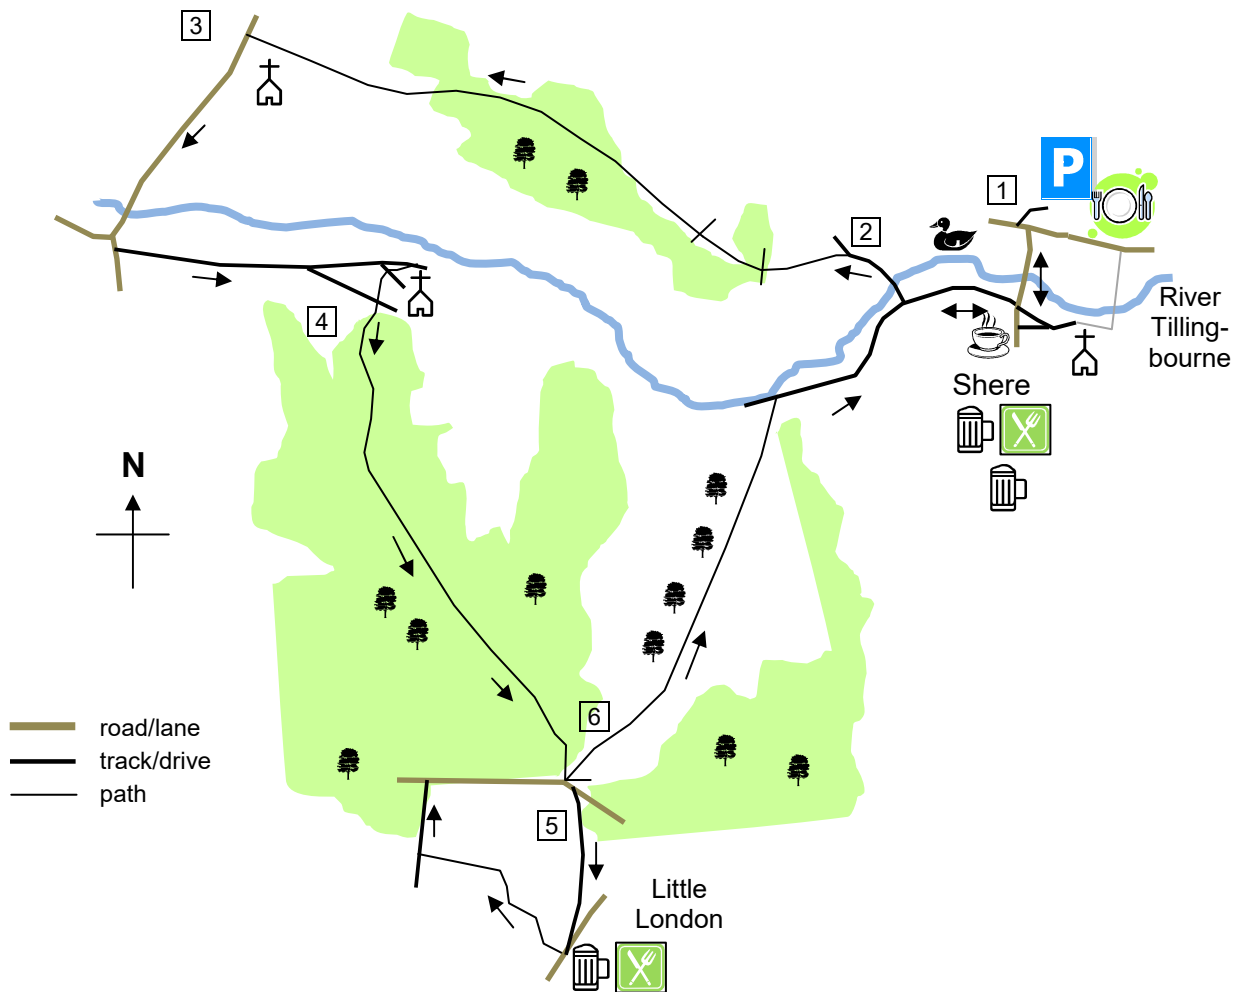 3
P
1
2
River
Tilling-
bourne
4
Shere
N
6
road/lane
track/drive
path
5
Little
London